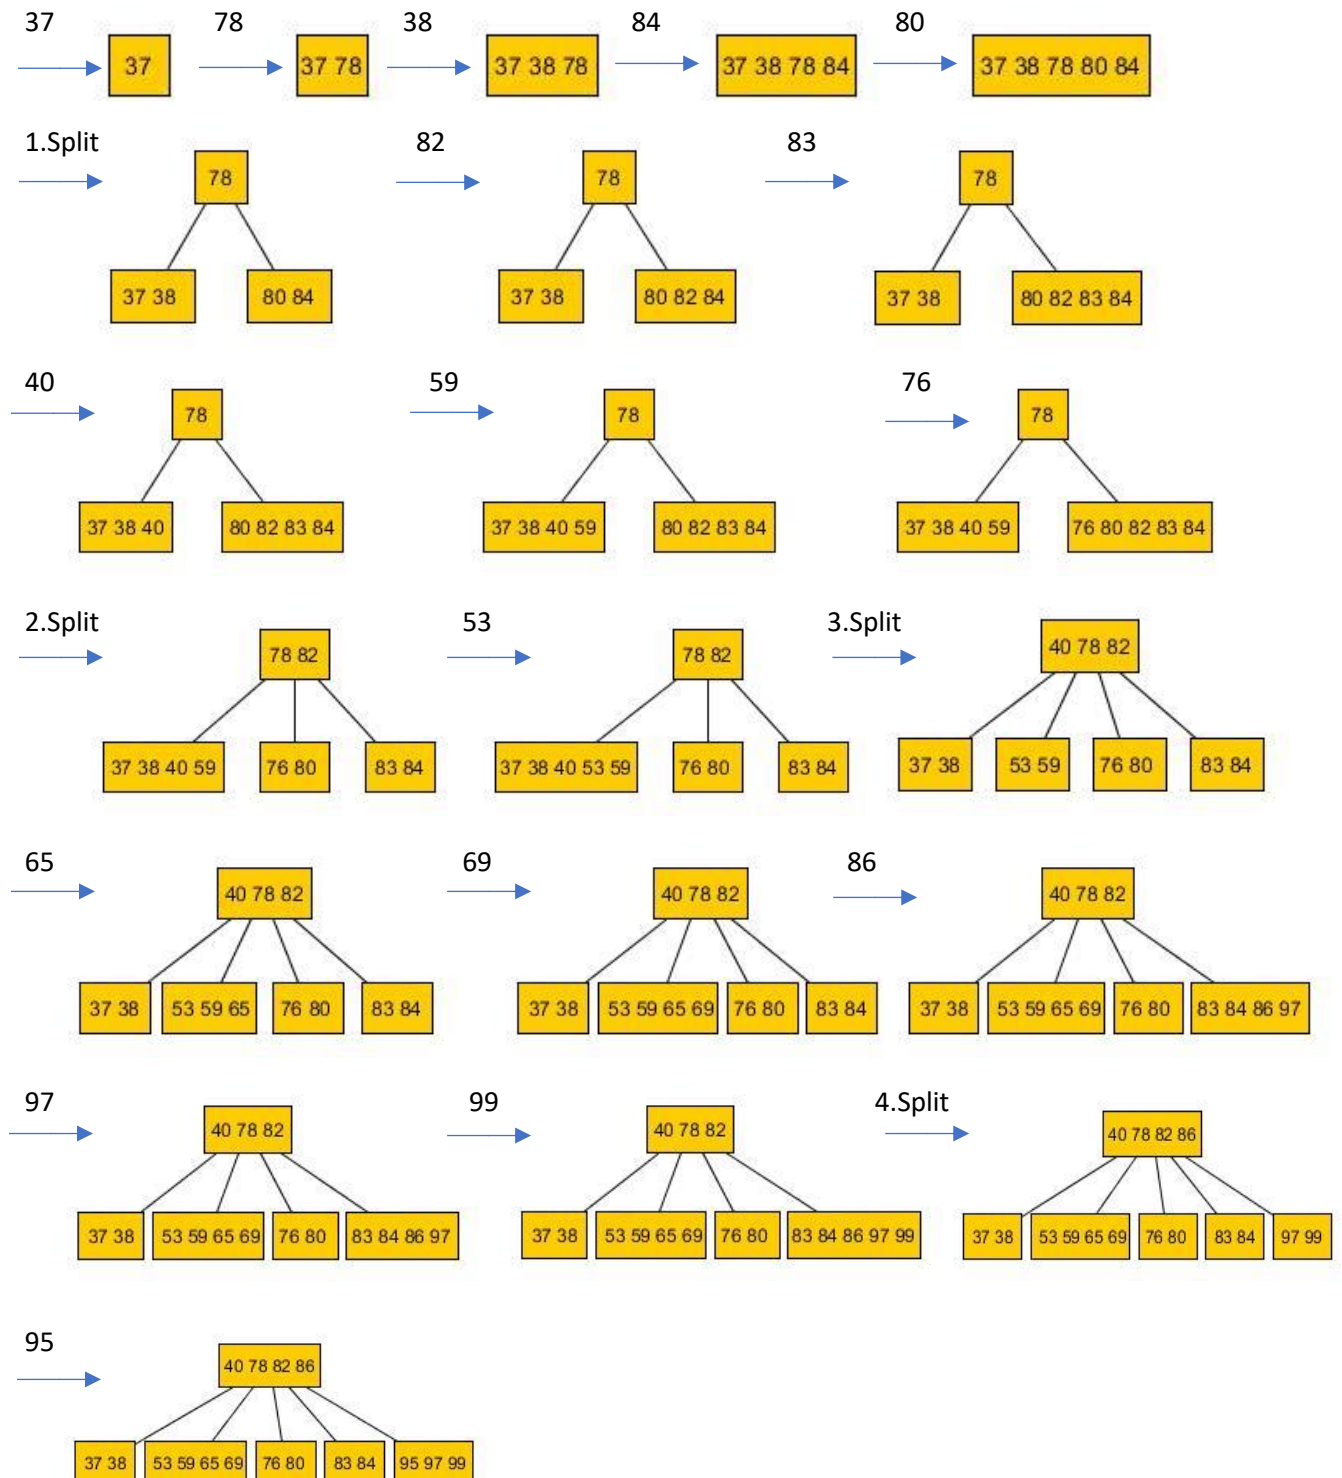 37 78 38 84 80
37 37 78 37 38 78 37 38 78 84 37 38 78 80 84
1.Split 82 83
78 78 78
37 38 80 84 37 38 80 82 84 37 38 80 82 83 84
40 59 76
78 78 78
37 38 40 80 82 83 84 37 38 40 59 80 82 83 84 37 38 40 59 76 80 82 83 84
2.Split 53 3.Split
78 82 78 82 40 78 82
37 38 40 59 76 80 83 84 37 38 40 53 59 76 80 83 84 37 38 53 59 76 80 83 84
65 69 86
40 78 82 40 78 82 40 78 82
37 38 53 59 65 76 80 83 84 37 38 53 59 65 69 76 80 83 84 37 38 53 59 65 69 76 80 83 84 86 97
97 99 4.Split
40 78 82 40 78 82 40 78 82 86
37 38 53 59 65 69 76 80 83 84 86 97 37 38 53 59 65 69 76 80 83 84 86 97 99 37 38 53 59 65 69 76 80 83 84 97 99
95
40 78 82 86
37 38 53 59 65 69 76 80 83 84 95 97 99